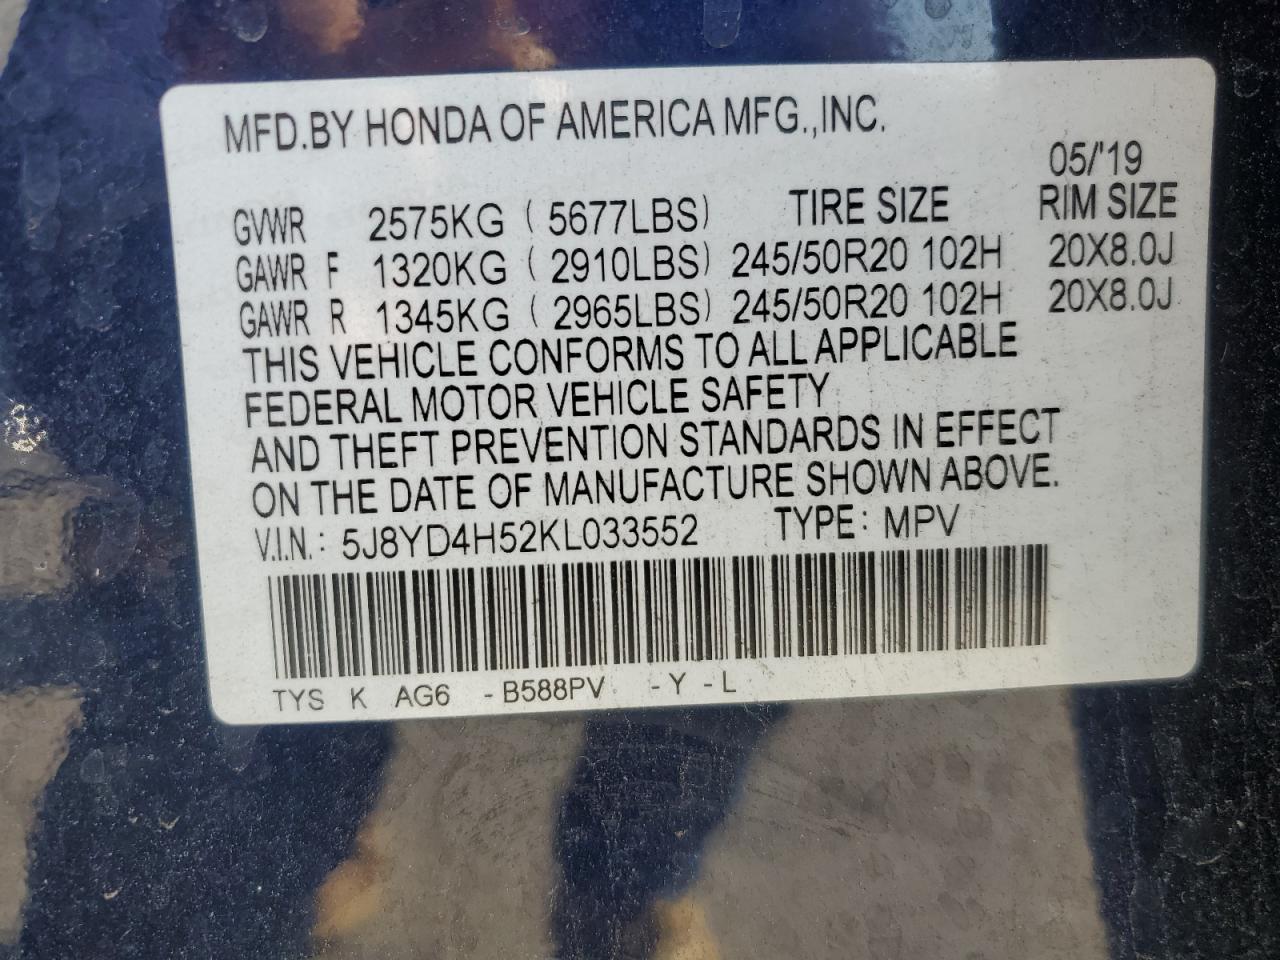 MFD.BY HONDA OF AMERICA MFG.,INC.
05/'19
GVWR 2575KG ( 5677LBS) TIRE SIZE RIM SIZE
GAWR F 1320KG ( 2910LBS) 245/50R20 102H 20X8.0J
GAWR R 1345KG ( 2965LBS) 245/50R20 102H 20X8.0J
THIS VEHICLE CONFORMS TO ALL APPLICABLE
FEDERAL MOTOR VEHICLE SAFETY
AND THEFT PREVENTION STANDARDS IN EFFECT
ON THE DATE OF MANUFACTURE SHOWN ABOVE.
V.I.N.: 5J8YD4H52KL033552 TYPE: MPV
TYS K AG6 -B588PV -Y -L